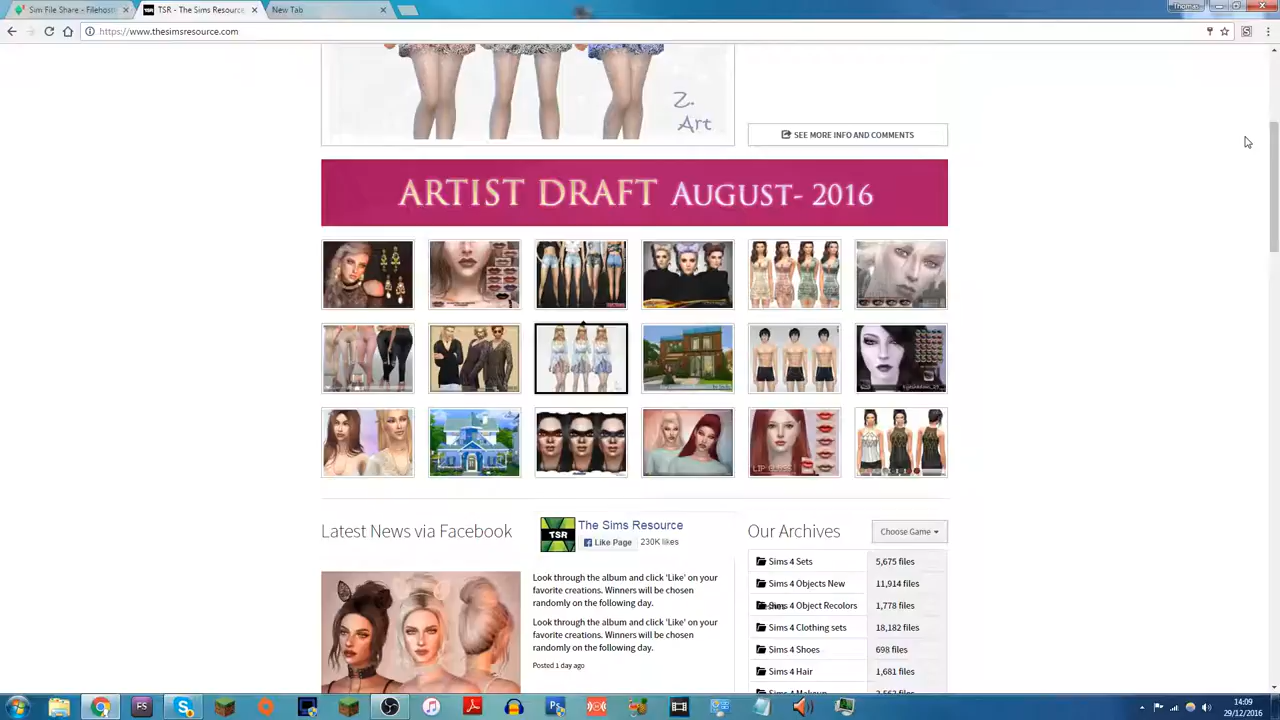 Sim File Share - Filehost
TSR - The Sims Resource
New Tab
Thomas
https://www.thesimsresource.com
Z.
Art
SEE MORE INFO AND COMMENTS
ARTIST DRAFT AUGUST- 2016
LIP GLOSS
Latest News via Facebook
TSR
The Sims Resource
Like Page
230K likes
Look through the album and click 'Like' on your
favorite creations. Winners will be chosen
randomly on the following day.
Look through the album and click 'Like' on your
favorite creations. Winners will be chosen
randomly on the following day.
Posted 1 day ago
Our Archives
Choose Game
Sims 4 Sets 5,675 files
Sims 4 Objects New 11,914 files
Sims 4 Object Recolors 1,778 files
Sims 4 Clothing sets 18,182 files
Sims 4 Shoes 698 files
Sims 4 Hair 1,681 files
FS
14:09
29/12/2016